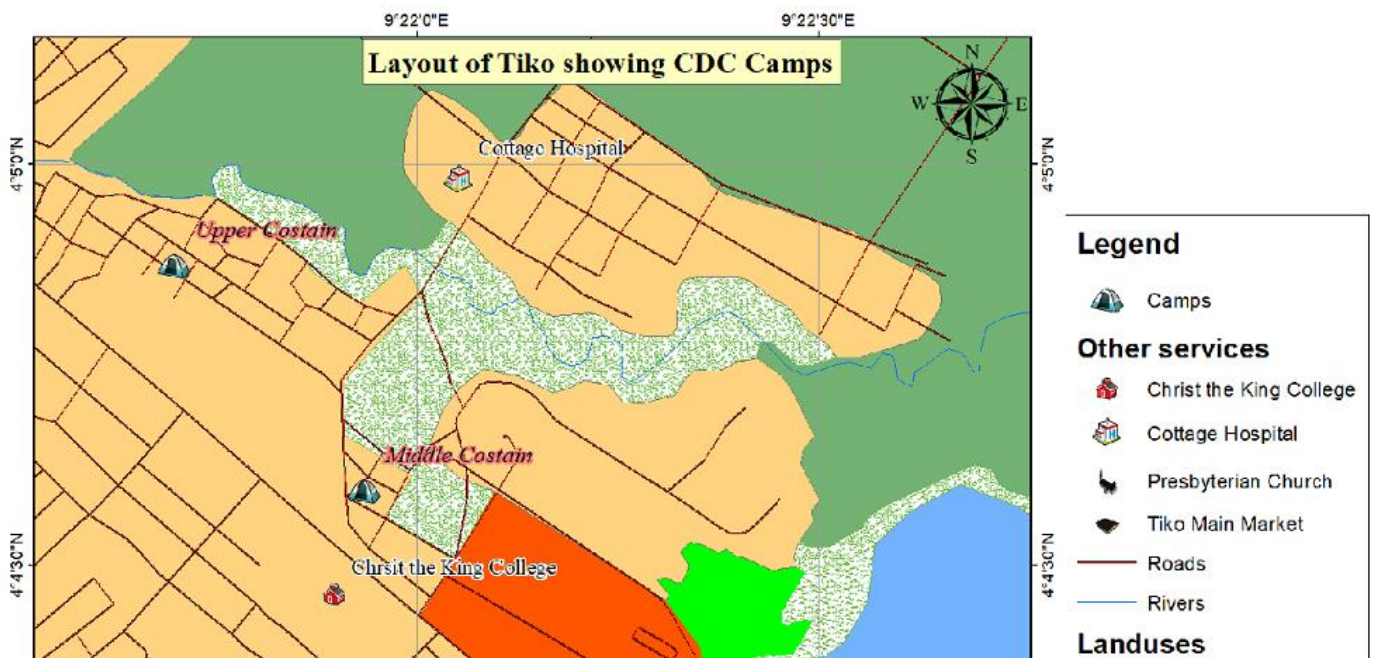 9°22'0"E
9°22'30"E
Layout of Tiko showing CDC Camps
N
W
E
S
4°5'0"N
4°5'0"N
Cottage Hospital
Upper Costain
Middle Costain
4°4'30"N
4°4'30"N
Chrsit the King College
Legend
Camps
Other services
Christ the King College
Cottage Hospital
Presbyterian Church
Tiko Main Market
Roads
Rivers
Landuses